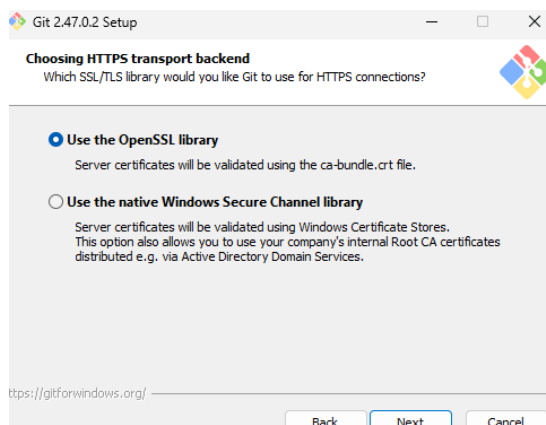 Git 2.47.0.2 Setup
Choosing HTTPS transport backend
Which SSL/TLS library would you like Git to use for HTTPS connections?
Use the OpenSSL library
Server certificates will be validated using the ca-bundle.crt file.
Use the native Windows Secure Channel library
Server certificates will be validated using Windows Certificate Stores.
This option also allows you to use your company's internal Root CA certificates
distributed e.g. via Active Directory Domain Services.
ttps://gitforwindows.org/
Back Next Cancel